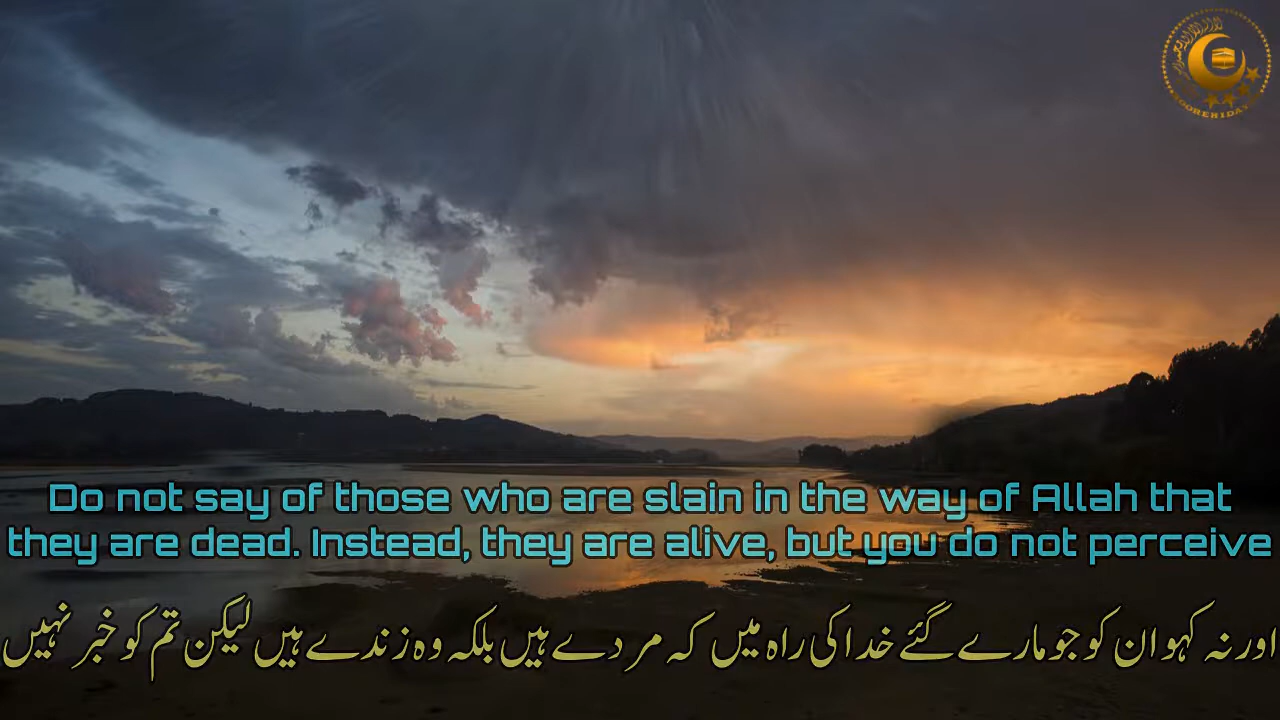 Do not say of those who are slain in the way of Allah that
they are dead. Instead, they are alive, but you do not perceive
اور نہ کہو ان کو جو مارے گئے خدا کی راہ میں کہ مردے ہیں بلکہ وہ زندے ہیں لیکن تم کو خبر نہیں